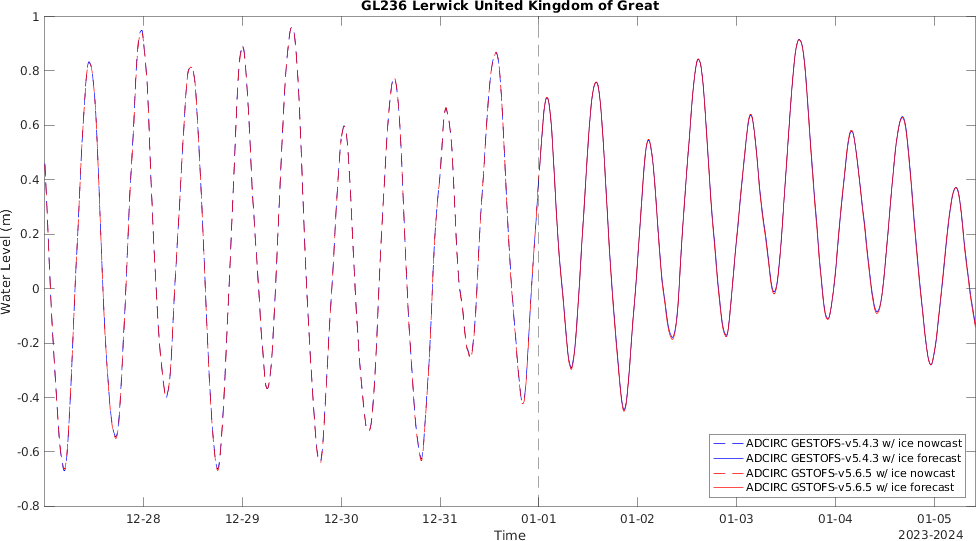 GL236 Lerwick United Kingdom of Great
1
0.8
0.6
0.4
0.2
0
-0.2
-0.4
-0.6
-0.8
Water Level (m)
ADCIRC GESTOFS-v5.4.3 w/ ice nowcast
ADCIRC GESTOFS-v5.4.3 w/ ice forecast
ADCIRC GSTOFS-v5.6.5 w/ ice nowcast
ADCIRC GSTOFS-v5.6.5 w/ ice forecast
12-28 12-29 12-30 12-31 01-01 01-02 01-03 01-04 01-05
Time
2023-2024